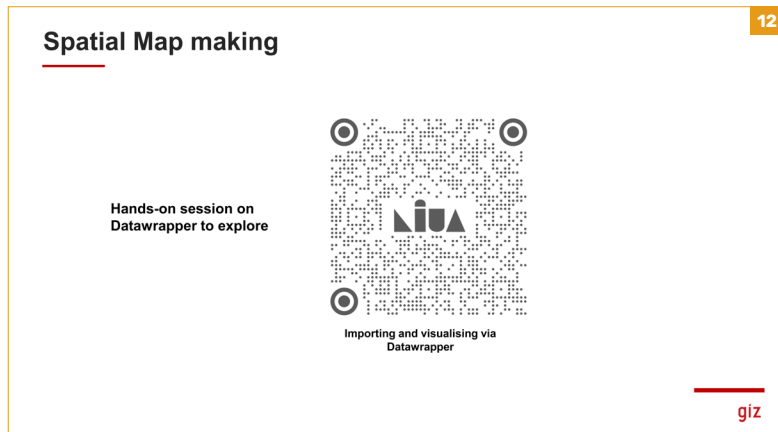 12
Spatial Map making
Hands-on session on
Datawrapper to explore
NIUA
Importing and visualising via
Datawrapper
giz